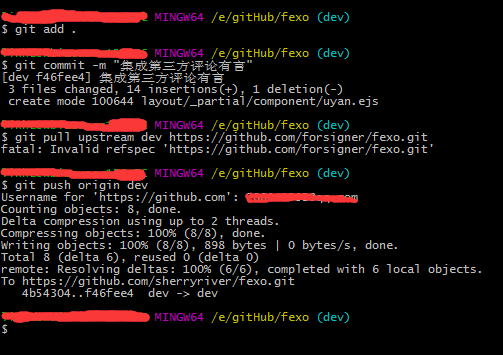 MINGW64 /e/gitHub/fexo (dev)
$ git add .
MINGW64 /e/gitHub/fexo (dev)
$ git commit -m "集成第三方评论有言"
[dev f46fee4] 集成第三方评论有言
3 files changed, 14 insertions(+), 1 deletion(-)
create mode 100644 layout/_partial/component/uyan.ejs
MINGW64 /e/gitHub/fexo (dev)
$ git pull upstream dev https://github.com/forsigner/fexo.git
fatal: Invalid refspec 'https://github.com/forsigner/fexo.git'
MINGW64 /e/gitHub/fexo (dev)
$ git push origin dev
Username for 'https://github.com':
Counting objects: 8, done.
Delta compression using up to 2 threads.
Compressing objects: 100% (8/8), done.
Writing objects: 100% (8/8), 898 bytes | 0 bytes/s, done.
Total 8 (delta 6), reused 0 (delta 0)
remote: Resolving deltas: 100% (6/6), completed with 6 local objects.
To https://github.com/sherryriver/fexo.git
4b54304..f46fee4  dev -> dev
MINGW64 /e/gitHub/fexo (dev)
$